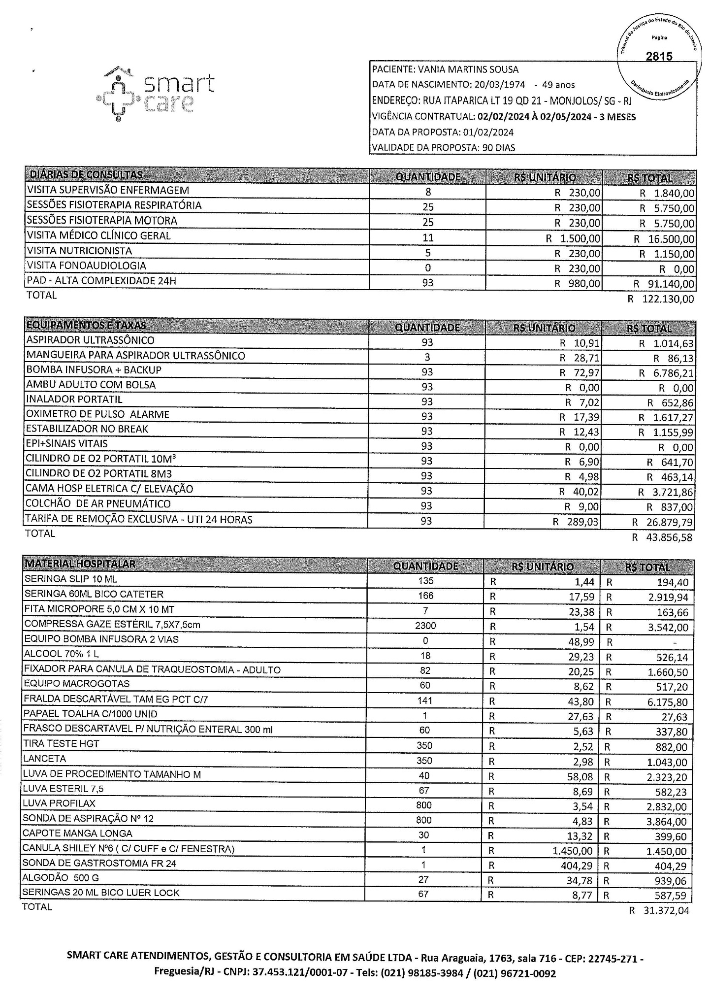 Tribunal de Justiça do Estado do Rio de Janeiro
Página
2815
Carimbado Eletronicamente
smart
care
PACIENTE: VANIA MARTINS SOUSA
DATA DE NASCIMENTO: 20/03/1974 - 49 anos
ENDEREÇO: RUA ITAPARICA LT 19 QD 21 - MONJOLOS/ SG - RJ
VIGÊNCIA CONTRATUAL: 02/02/2024 À 02/05/2024 - 3 MESES
DATA DA PROPOSTA: 01/02/2024
VALIDADE DA PROPOSTA: 90 DIAS
DIÁRIAS DE CONSULTAS QUANTIDADE R$ UNITÁRIO R$ TOTAL
VISITA SUPERVISÃO ENFERMAGEM 8 R 230,00 R 1.840,00
SESSÕES FISIOTERAPIA RESPIRATÓRIA 25 R 230,00 R 5.750,00
SESSÕES FISIOTERAPIA MOTORA 25 R 230,00 R 5.750,00
VISITA MÉDICO CLÍNICO GERAL 11 R 1.500,00 R 16.500,00
VISITA NUTRICIONISTA 5 R 230,00 R 1.150,00
VISITA FONOAUDIOLOGIA 0 R 230,00 R 0,00
PAD - ALTA COMPLEXIDADE 24H 93 R 980,00 R 91.140,00
TOTAL R 122.130,00
EQUIPAMENTOS E TAXAS QUANTIDADE R$ UNITÁRIO R$ TOTAL
ASPIRADOR ULTRASSÔNICO 93 R 10,91 R 1.014,63
MANGUEIRA PARA ASPIRADOR ULTRASSÔNICO 3 R 28,71 R 86,13
BOMBA INFUSORA + BACKUP 93 R 72,97 R 6.786,21
AMBU ADULTO COM BOLSA 93 R 0,00 R 0,00
INALADOR PORTATIL 93 R 7,02 R 652,86
OXIMETRO DE PULSO ALARME 93 R 17,39 R 1.617,27
ESTABILIZADOR NO BREAK 93 R 12,43 R 1.155,99
EPI+SINAIS VITAIS 93 R 0,00 R 0,00
CILINDRO DE O2 PORTATIL 10M³ 93 R 6,90 R 641,70
CILINDRO DE O2 PORTATIL 8M3 93 R 4,98 R 463,14
CAMA HOSP ELETRICA C/ ELEVAÇÃO 93 R 40,02 R 3.721,86
COLCHÃO DE AR PNEUMÁTICO 93 R 9,00 R 837,00
TARIFA DE REMOÇÃO EXCLUSIVA - UTI 24 HORAS 93 R 289,03 R 26.879,79
TOTAL R 43.856,58
MATERIAL HOSPITALAR QUANTIDADE R$ UNITÁRIO R$ TOTAL
SERINGA SLIP 10 ML 135 R 1,44 R 194,40
SERINGA 60ML BICO CATETER 166 R 17,59 R 2.919,94
FITA MICROPORE 5,0 CM X 10 MT 7 R 23,38 R 163,66
COMPRESSA GAZE ESTÉRIL 7,5X7,5cm 2300 R 1,54 R 3.542,00
EQUIPO BOMBA INFUSORA 2 VIAS 0 R 48,99 R -
ALCOOL 70% 1 L 18 R 29,23 R 526,14
FIXADOR PARA CANULA DE TRAQUEOSTOMIA - ADULTO 82 R 20,25 R 1.660,50
EQUIPO MACROGOTAS 60 R 8,62 R 517,20
FRALDA DESCARTÁVEL TAM EG PCT C/7 141 R 43,80 R 6.175,80
PAPAEL TOALHA C/1000 UNID 1 R 27,63 R 27,63
FRASCO DESCARTAVEL P/ NUTRIÇÃO ENTERAL 300 ml 60 R 5,63 R 337,80
TIRA TESTE HGT 350 R 2,52 R 882,00
LANCETA 350 R 2,98 R 1.043,00
LUVA DE PROCEDIMENTO TAMANHO M 40 R 58,08 R 2.323,20
LUVA ESTERIL 7,5 67 R 8,69 R 582,23
LUVA PROFILAX 800 R 3,54 R 2.832,00
SONDA DE ASPIRAÇÃO Nº 12 800 R 4,83 R 3.864,00
CAPOTE MANGA LONGA 30 R 13,32 R 399,60
CANULA SHILEY Nº6 ( C/ CUFF e C/ FENESTRA) 1 R 1.450,00 R 1.450,00
SONDA DE GASTROSTOMIA FR 24 1 R 404,29 R 404,29
ALGODÃO 500 G 27 R 34,78 R 939,06
SERINGAS 20 ML BICO LUER LOCK 67 R 8,77 R 587,59
TOTAL R 31.372,04
SMART CARE ATENDIMENTOS, GESTÃO E CONSULTORIA EM SAÚDE LTDA - Rua Araguaia, 1763, sala 716 - CEP: 22745-271 -
Freguesia/RJ - CNPJ: 37.453.121/0001-07 - Tels: (021) 98185-3984 / (021) 96721-0092